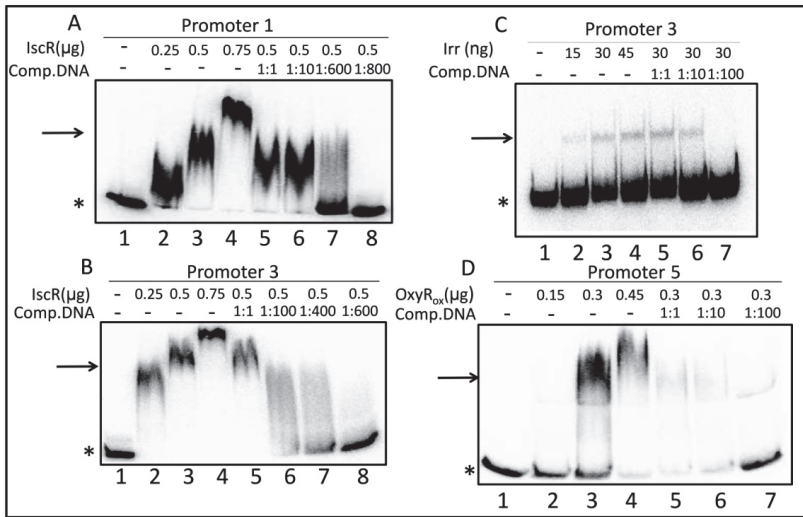 A
Promoter 1
IscR(µg) - 0.25 0.5 0.75 0.5 0.5 0.5 0.5
Comp.DNA - - - - 1:1 1:10 1:600 1:800
*
1 2 3 4 5 6 7 8
C
Promoter 3
Irr (ng) - 15 30 45 30 30 30
Comp.DNA - - - - 1:1 1:10 1:100
*
1 2 3 4 5 6 7
B
Promoter 3
IscR(µg) - 0.25 0.5 0.75 0.5 0.5 0.5 0.5
Comp.DNA - - - - 1:1 1:100 1:400 1:600
*
1 2 3 4 5 6 7 8
D
Promoter 5
OxyRox(µg) - 0.15 0.3 0.45 0.3 0.3 0.3
Comp.DNA - - - - 1:1 1:10 1:100
*
1 2 3 4 5 6 7